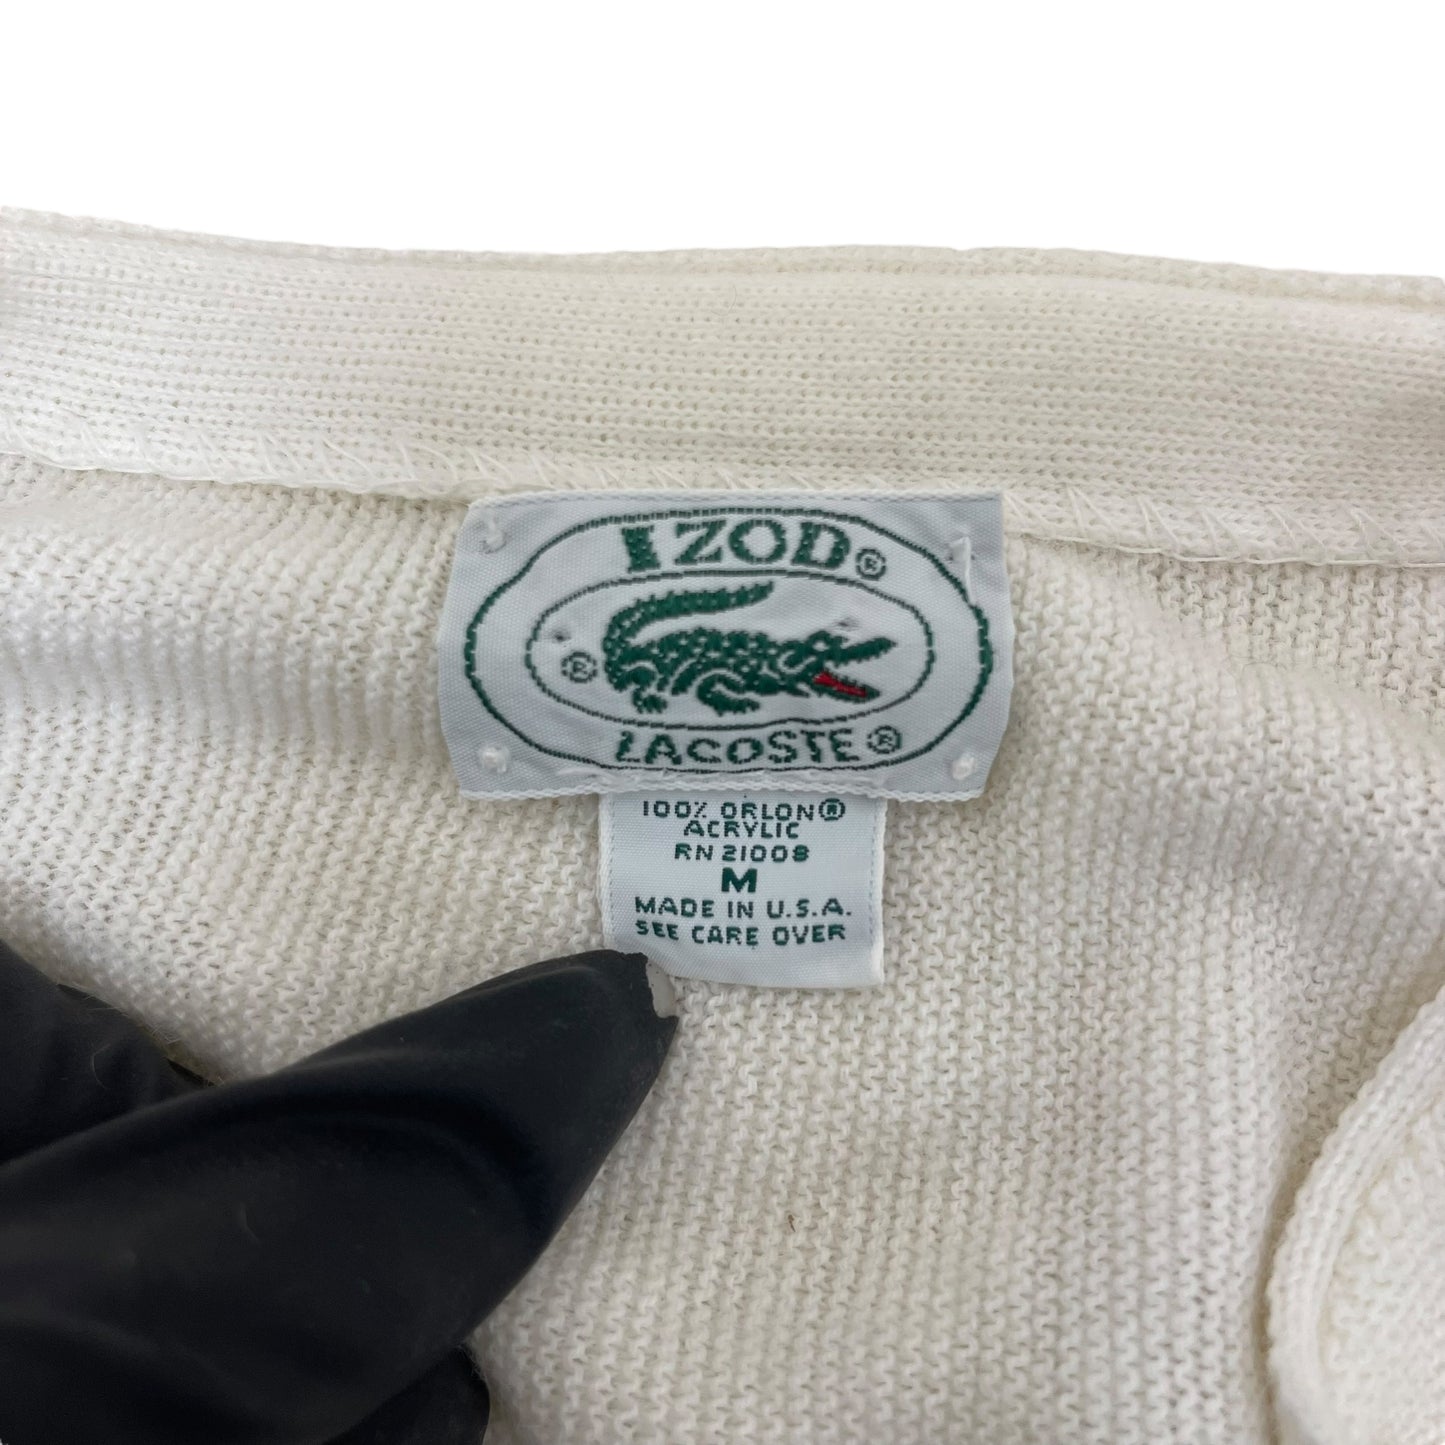 IZOD®
®
LACOSTE®
100% ORLON®
ACRYLIC
RN 21008
M
MADE IN U.S.A.
SEE CARE OVER